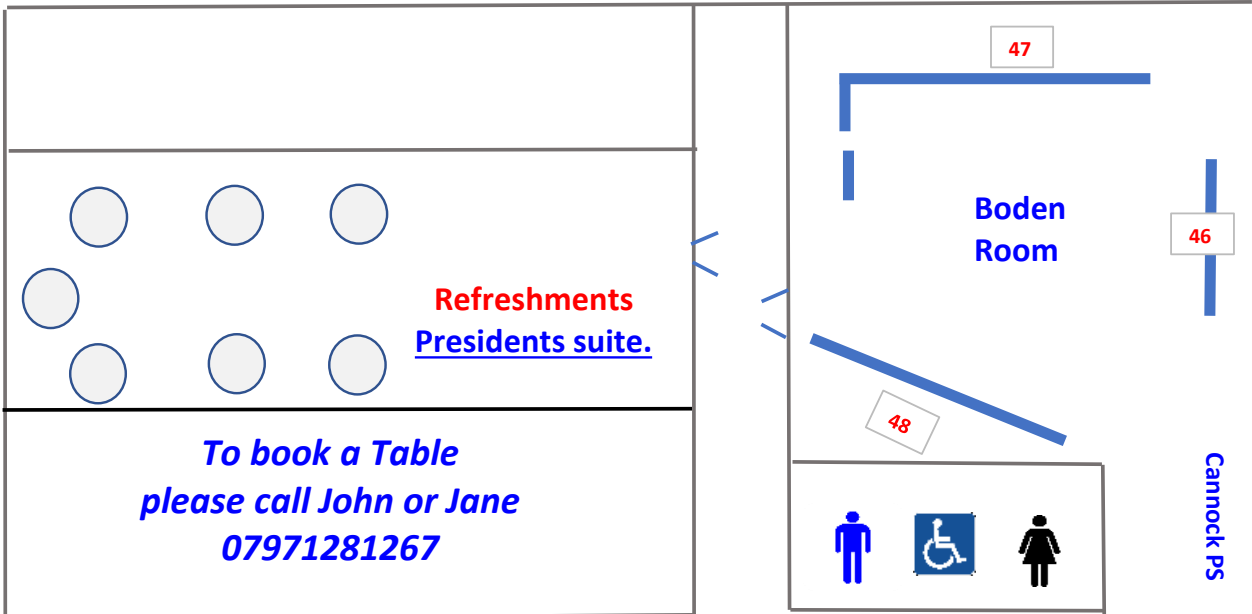 47
Boden
Room
46
Refreshments
Presidents suite.
48
To book a Table
please call John or Jane
07971281267
Cannock PS